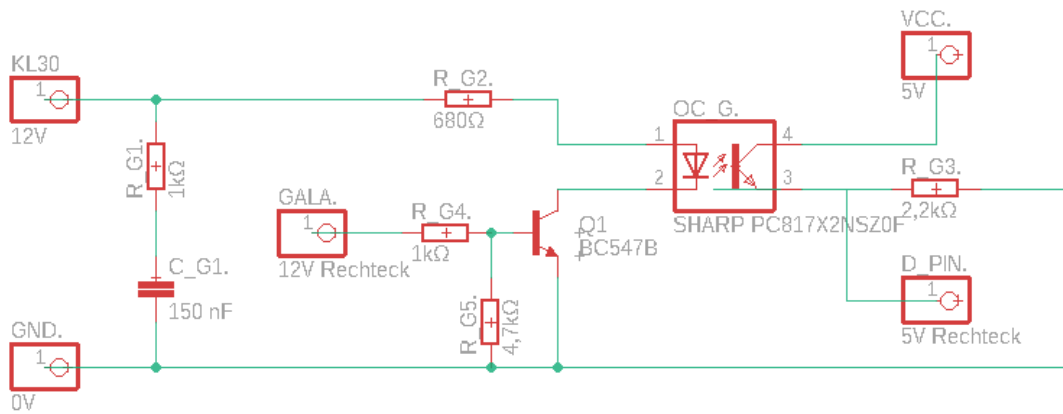 VCC.
1
5V
KL30
1
12V
R_G2.
680Ω
OC_G.
1
2
4
3
SHARP PC817X2NSZ0F
R_G1.
1kΩ
GALA.
1
12V Rechteck
R_G4.
1kΩ
Q1
BC547B
R_G3.
2,2kΩ
C_G1.
150 nF
R_G5.
4,7kΩ
D_PIN.
1
5V Rechteck
GND.
1
0V